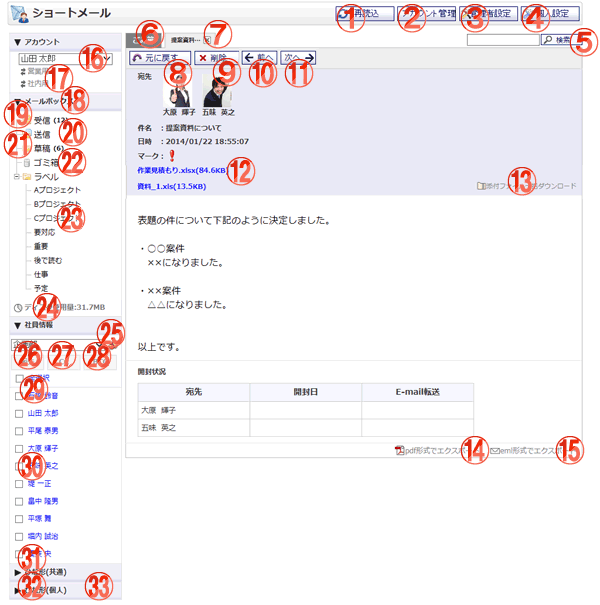 ショートメール
① 再読込
② アカウント管理
③ 管理者設定
④ 個人設定
⑤ 検索
⑥
提案資料… ⑦
▼ アカウント
山田 太郎 ⑯
営業部
社内 ⑰
▼ メールボックス ⑱
⑲ 受信 (12)
送信 ⑳
㉑ 草稿 (6)
ゴミ箱 ㉒
ラベル
Aプロジェクト
Bプロジェクト
Cプロジェクト ㉓
要対応
重要
後で読む
仕事
予定
ディスク使用量:31.7MB ㉔
▼ 社員情報
㉕
㉖ ㉗ ㉘
㉙
山田 太郎
平尾 泰男
大原 輝子
㉚ 英之
堤 一正
畠中 隆男
平塚 舞
堀内 誠治
㉛ 央
▶ ひな形(共通)
㉜
▶ ひな形(個人) ㉝
元に戻す ⑧
削除 ⑨
前へ ⑩
次へ ⑪
宛先
大原 輝子 五味 英之
件名 ：提案資料について
日時 ：2014/01/22 18:55:07
マーク：
作業見積もり.xlsx(84.6KB) ⑫
資料_1.xls(13.5KB)
添付ファイル ダウンロード ⑬
表題の件について下記のように決定しました。
・○○案件
××になりました。
・××案件
△△になりました。
以上です。
開封状況
宛先 開封日 E-mail転送
大原 輝子
五味 英之
pdf形式でエクスポート ⑭
eml形式でエクスポート ⑮